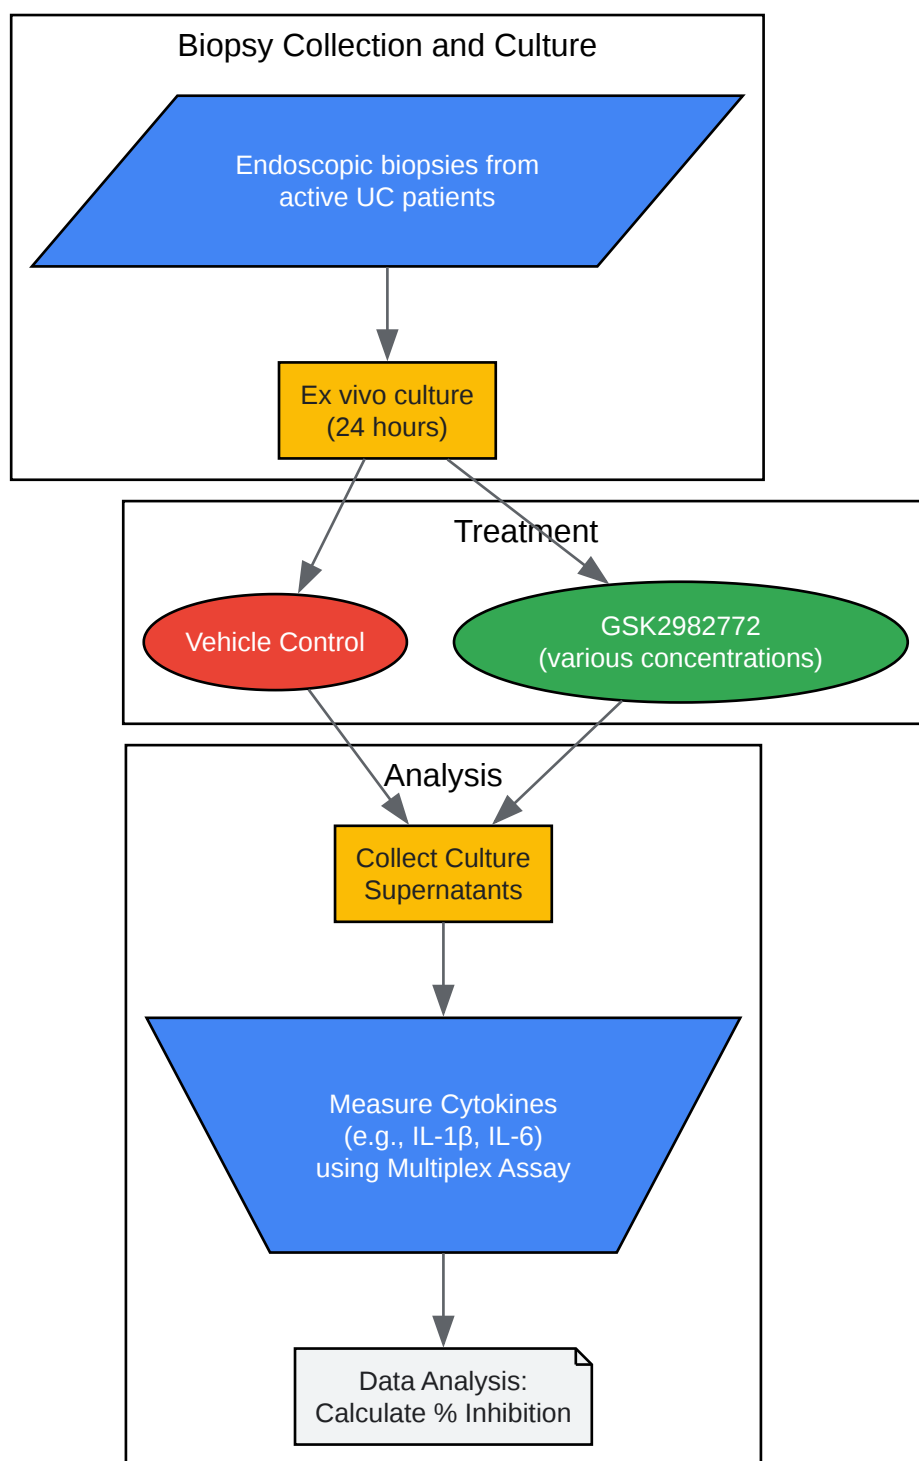 Biopsy Collection and Culture
Endoscopic biopsies from
active UC patients
Ex vivo culture
(24 hours)
Treatment
Vehicle Control
GSK2982772
(various concentrations)
Analysis
Collect Culture
Supernatants
Measure Cytokines
(e.g., IL-1β, IL-6)
using Multiplex Assay
Data Analysis:
Calculate % Inhibition